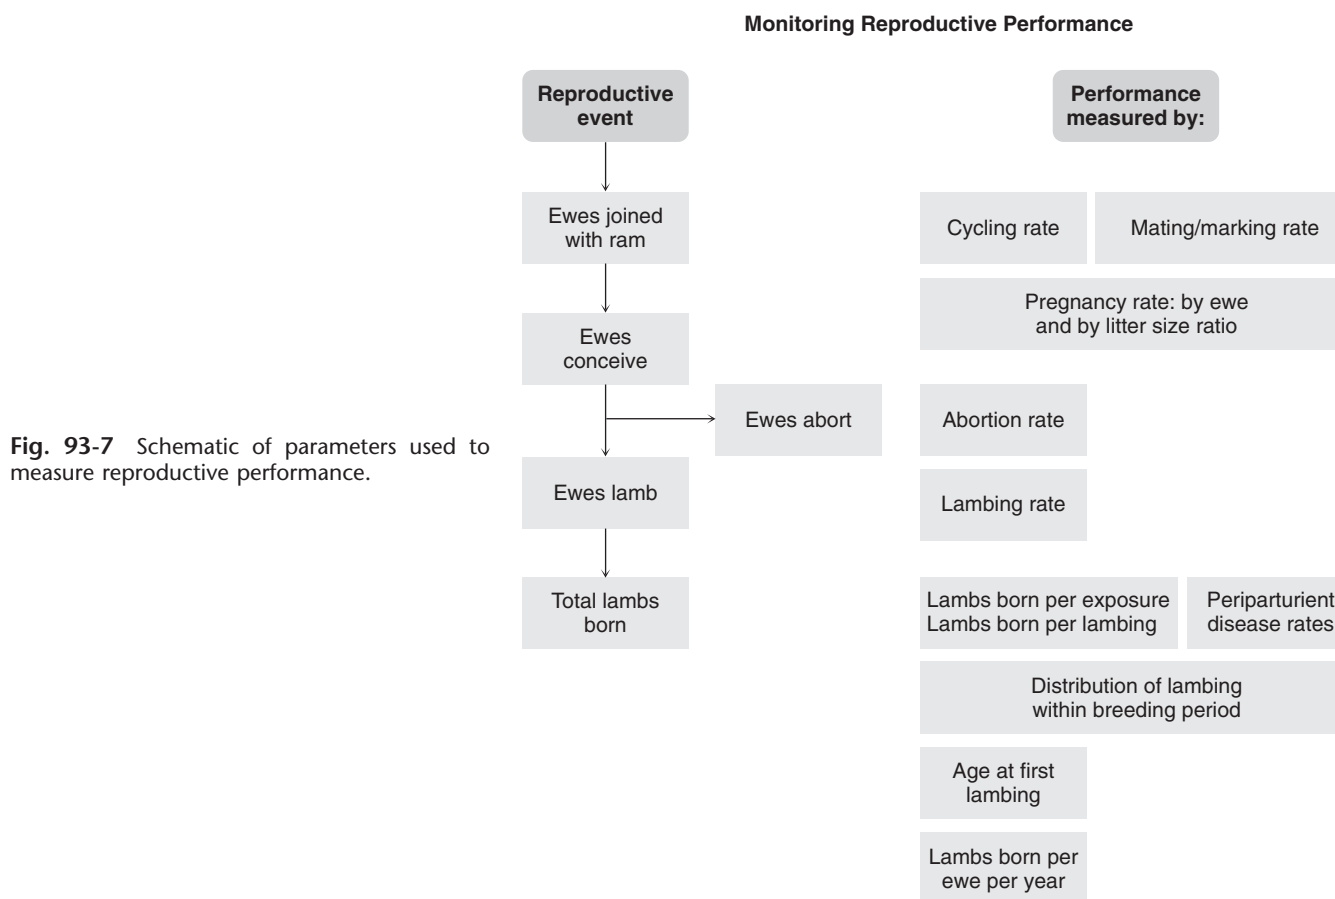 Monitoring Reproductive Performance
Reproductive
event
Performance
measured by:
Ewes joined
with ram
Cycling rate
Mating/marking rate
Pregnancy rate: by ewe
and by litter size ratio
Ewes
conceive
Ewes abort
Abortion rate
Fig. 93-7 Schematic of parameters used to
measure reproductive performance.
Ewes lamb
Lambing rate
Total lambs
born
Lambs born per exposure
Lambs born per lambing
Periparturient
disease rates
Distribution of lambing
within breeding period
Age at first
lambing
Lambs born per
ewe per year